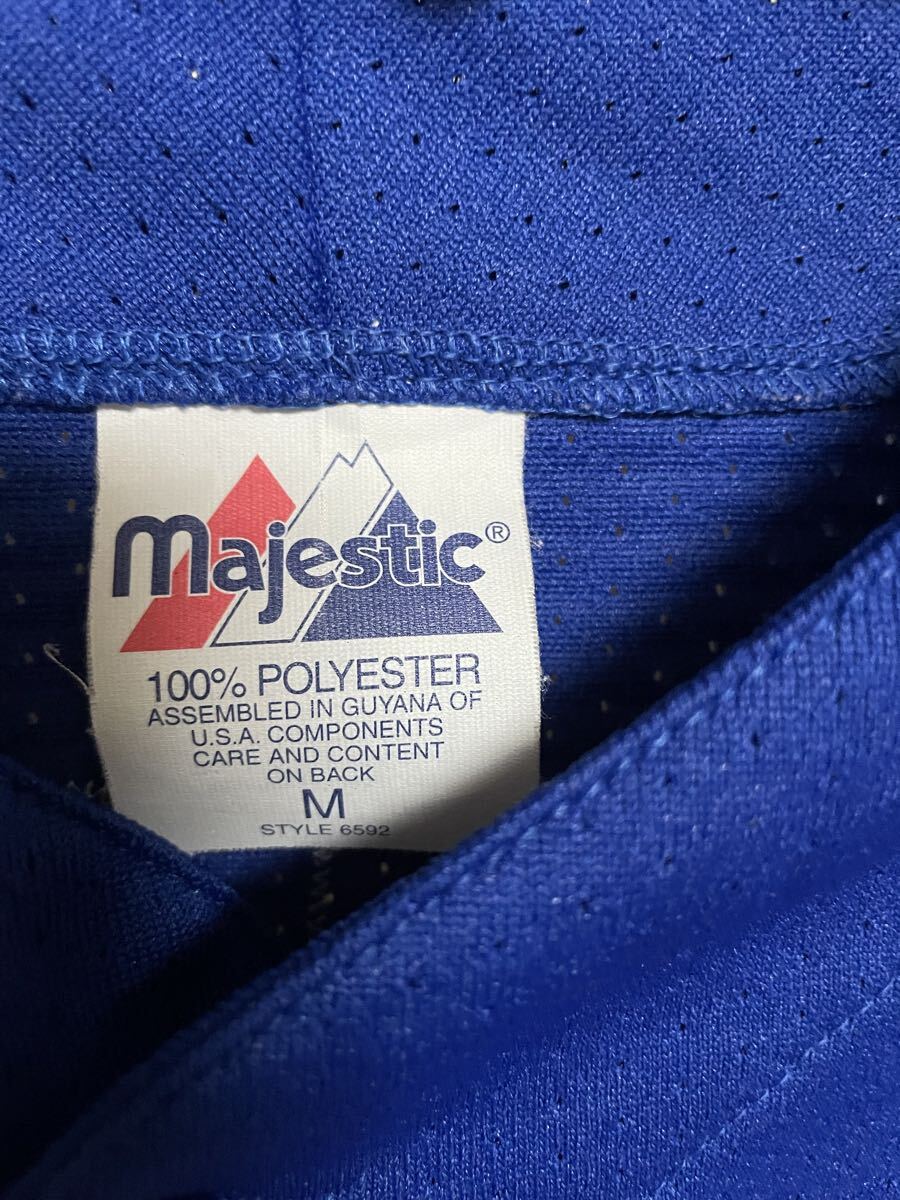 majestic®
100% POLYESTER
ASSEMBLED IN GUYANA OF
U.S.A. COMPONENTS
CARE AND CONTENT
ON BACK
M
STYLE 6592